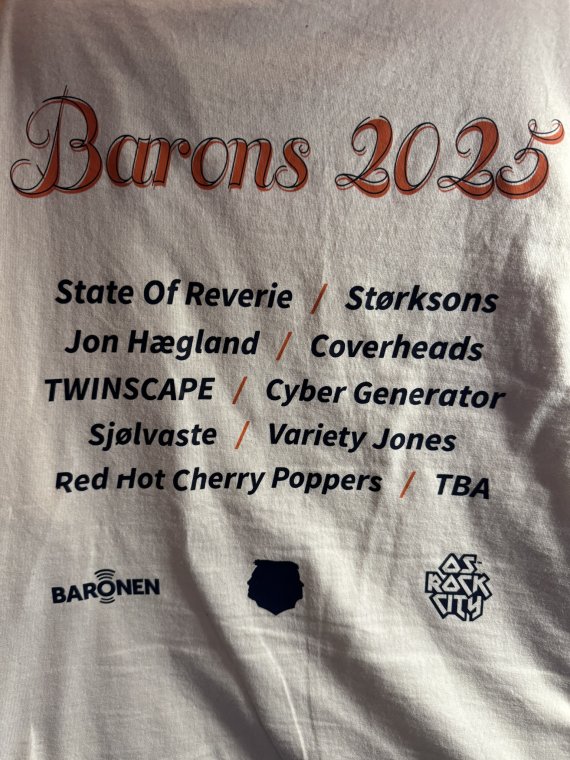 Barons 2025
State Of Reverie / Størksons
Jon Hægland / Coverheads
TWINSCAPE / Cyber Generator
Sjølvaste / Variety Jones
Red Hot Cherry Poppers / TBA
BARONEN
OS-
ROCK
CITY